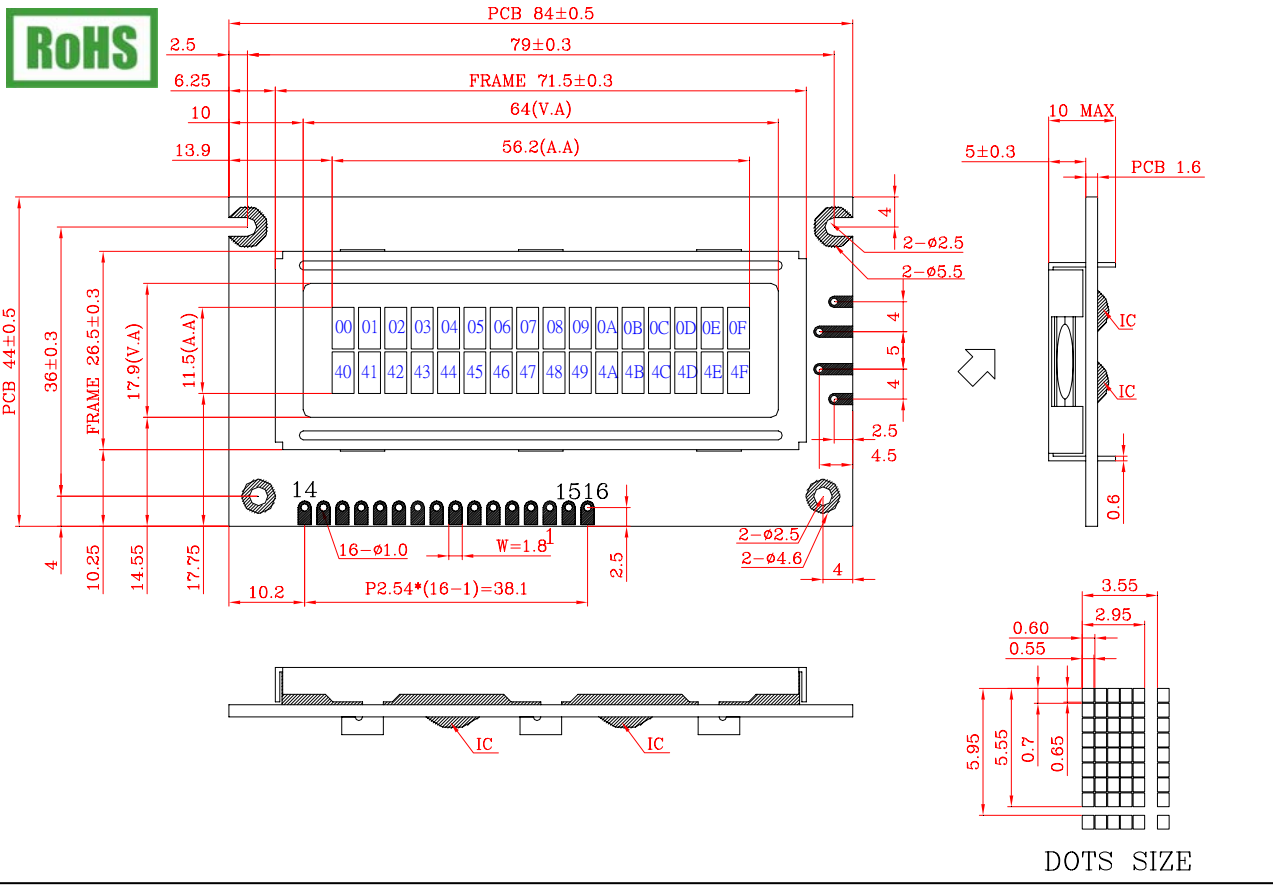 RoHS
PCB 84±0.5
2.5
79±0.3
6.25
FRAME 71.5±0.3
10
64(V.A)
13.9
56.2(A.A)
10 MAX
5±0.3
PCB 1.6
4
2-ø2.5
2-ø5.5
PCB 44±0.5
36±0.3
FRAME 26.5±0.3
17.9(V.A)
11.5(A.A)
00 01 02 03 04 05 06 07 08 09 0A 0B 0C 0D 0E 0F
40 41 42 43 44 45 46 47 48 49 4A 4B 4C 4D 4E 4F
4
5
4
IC
IC
2.5
4.5
0.6
14
1516
1
16-ø1.0
W=1.8
2.5
2-ø2.5
2-ø4.6
4
4
10.25
14.55
17.75
10.2
P2.54*(16-1)=38.1
IC
IC
3.55
2.95
0.60
0.55
5.95
5.55
0.7
0.65
DOTS SIZE